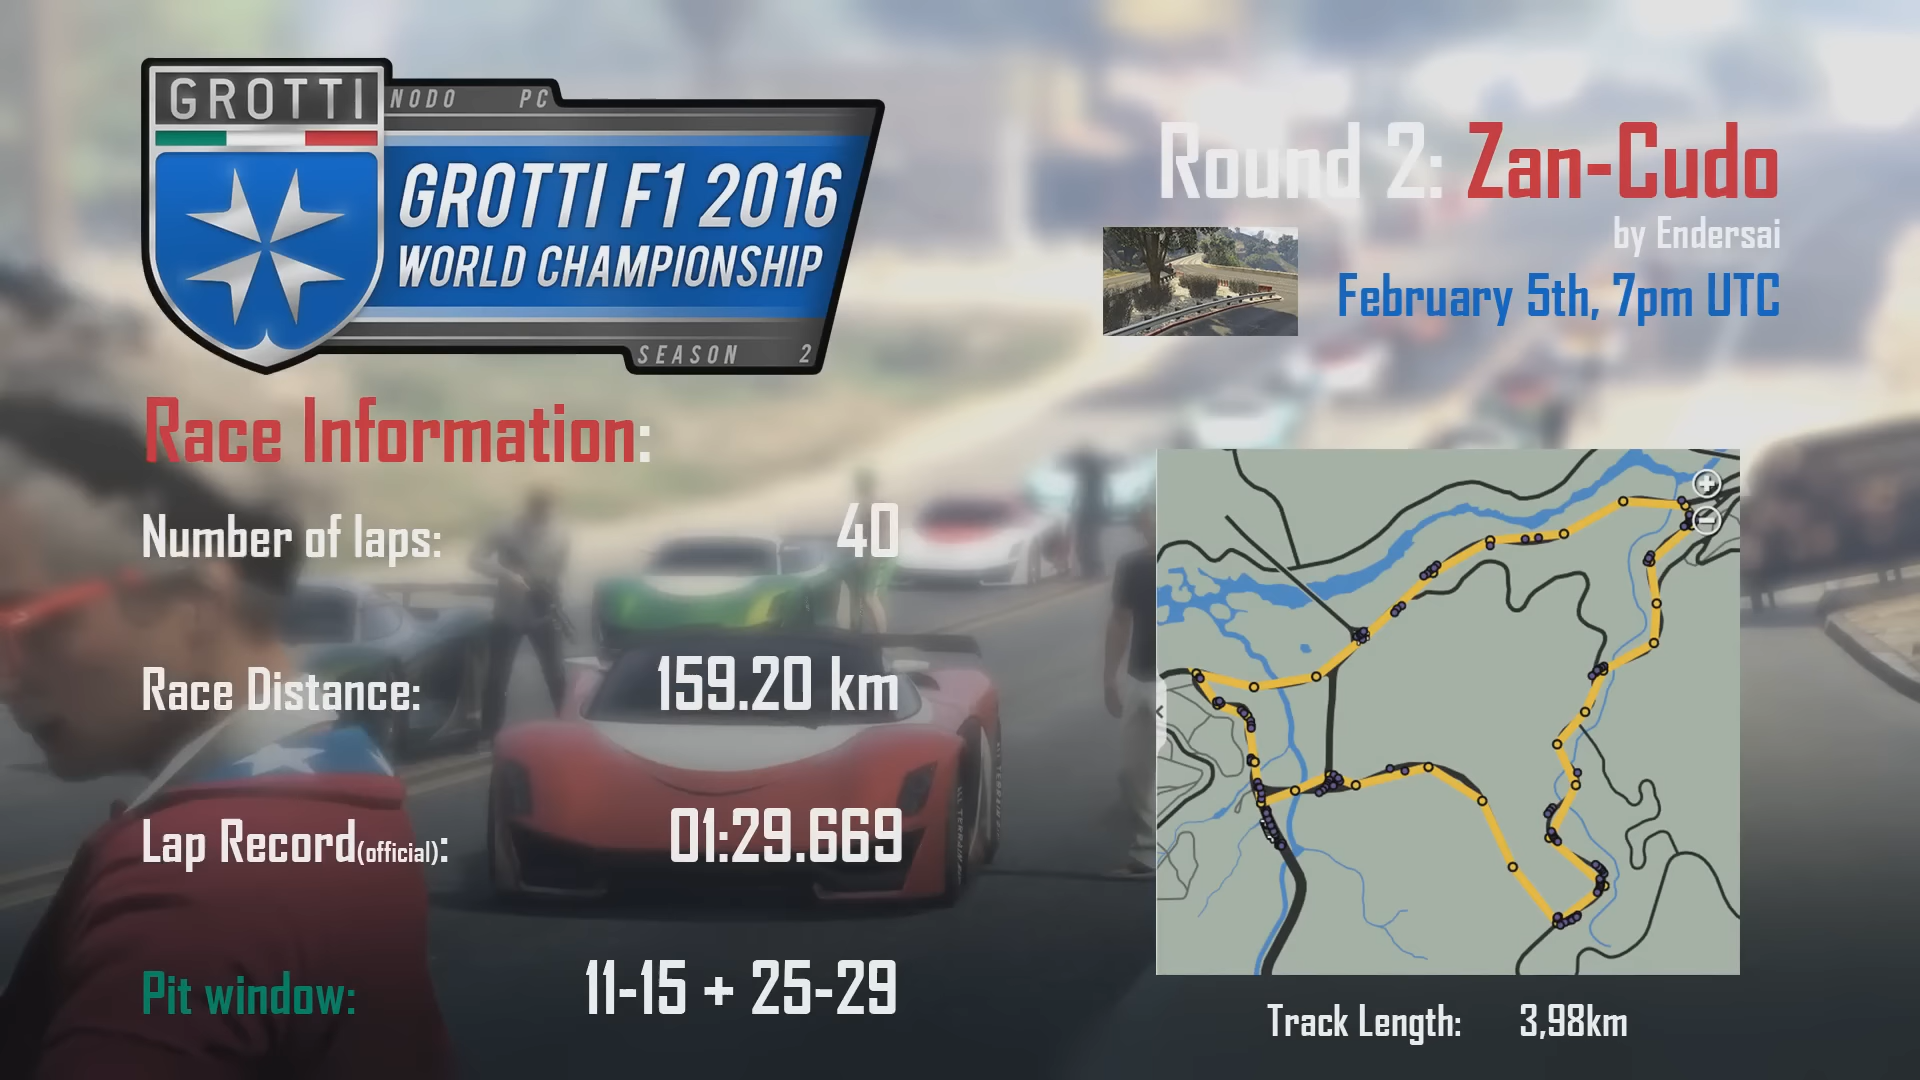 GROTTI
NODO PC
GROTTI F1 2016
WORLD CHAMPIONSHIP
SEASON 2
Round 2: Zan-Cudo
by Endersai
February 5th, 7pm UTC
Race Information:
Number of laps: 40
Race Distance: 159.20 km
Lap Record(official): 01:29.669
Pit window: 11-15 + 25-29
Track Length: 3,98km